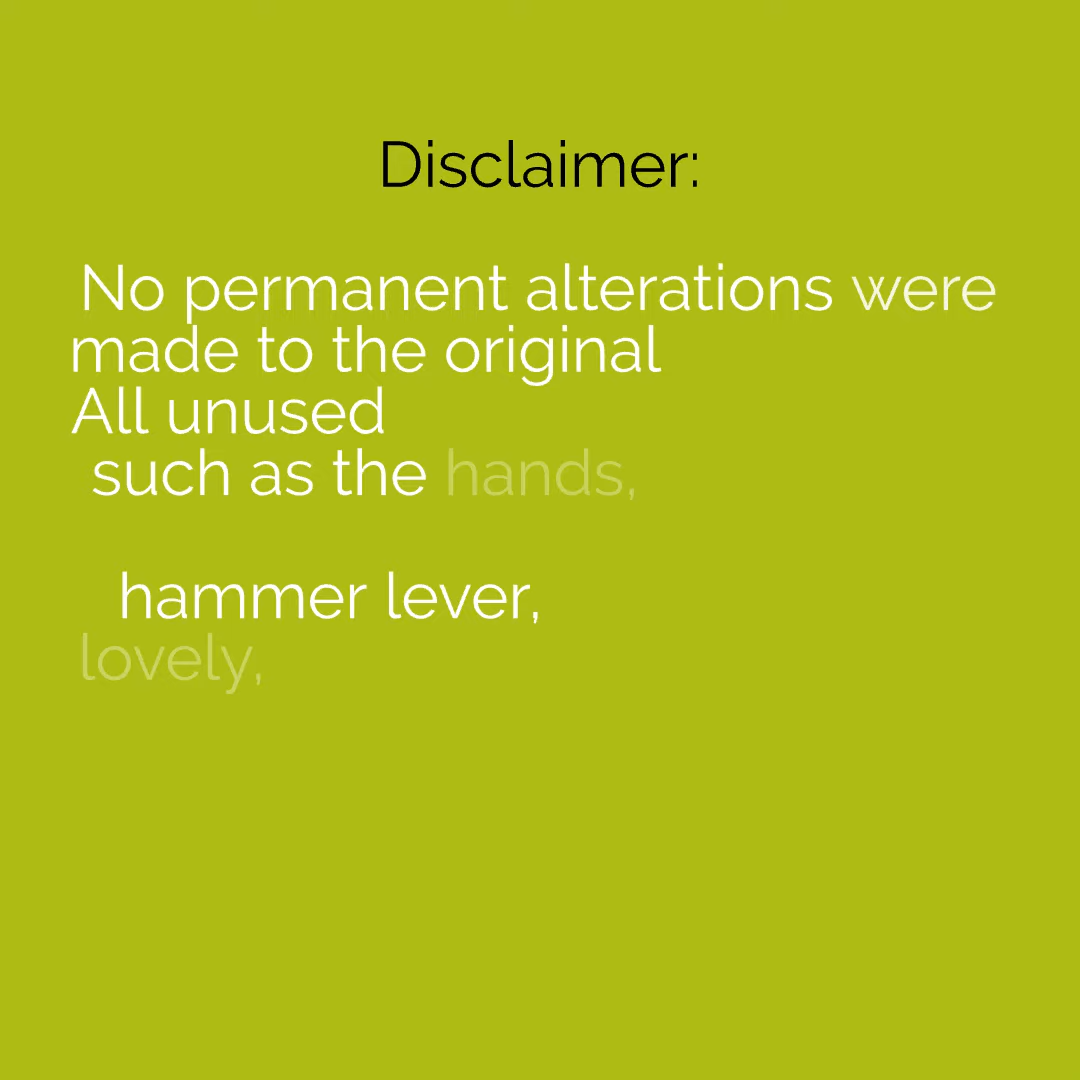 Disclaimer:
No permanent alterations were
made to the original
All unused
such as the hands,
hammer lever,
lovely,